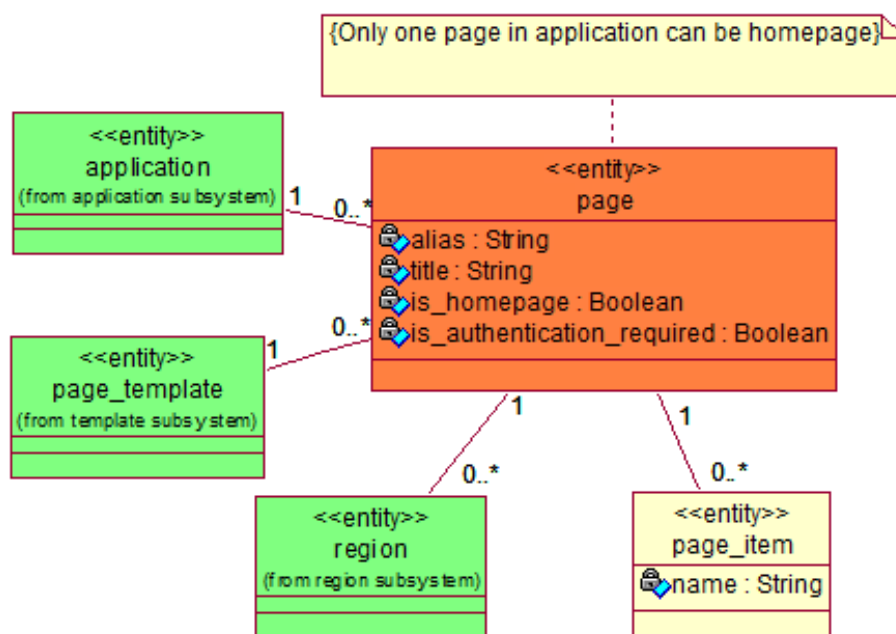 {Only one page in application can be homepage}
<<entity>>
application
(from application subsystem)
1
0..*
<<entity>>
page
alias : String
title : String
is_homepage : Boolean
is_authentication_required : Boolean
<<entity>>
page_template
(from template subsystem)
1
0..*
1
0..*
1
0..*
<<entity>>
region
(from region subsystem)
<<entity>>
page_item
name : String